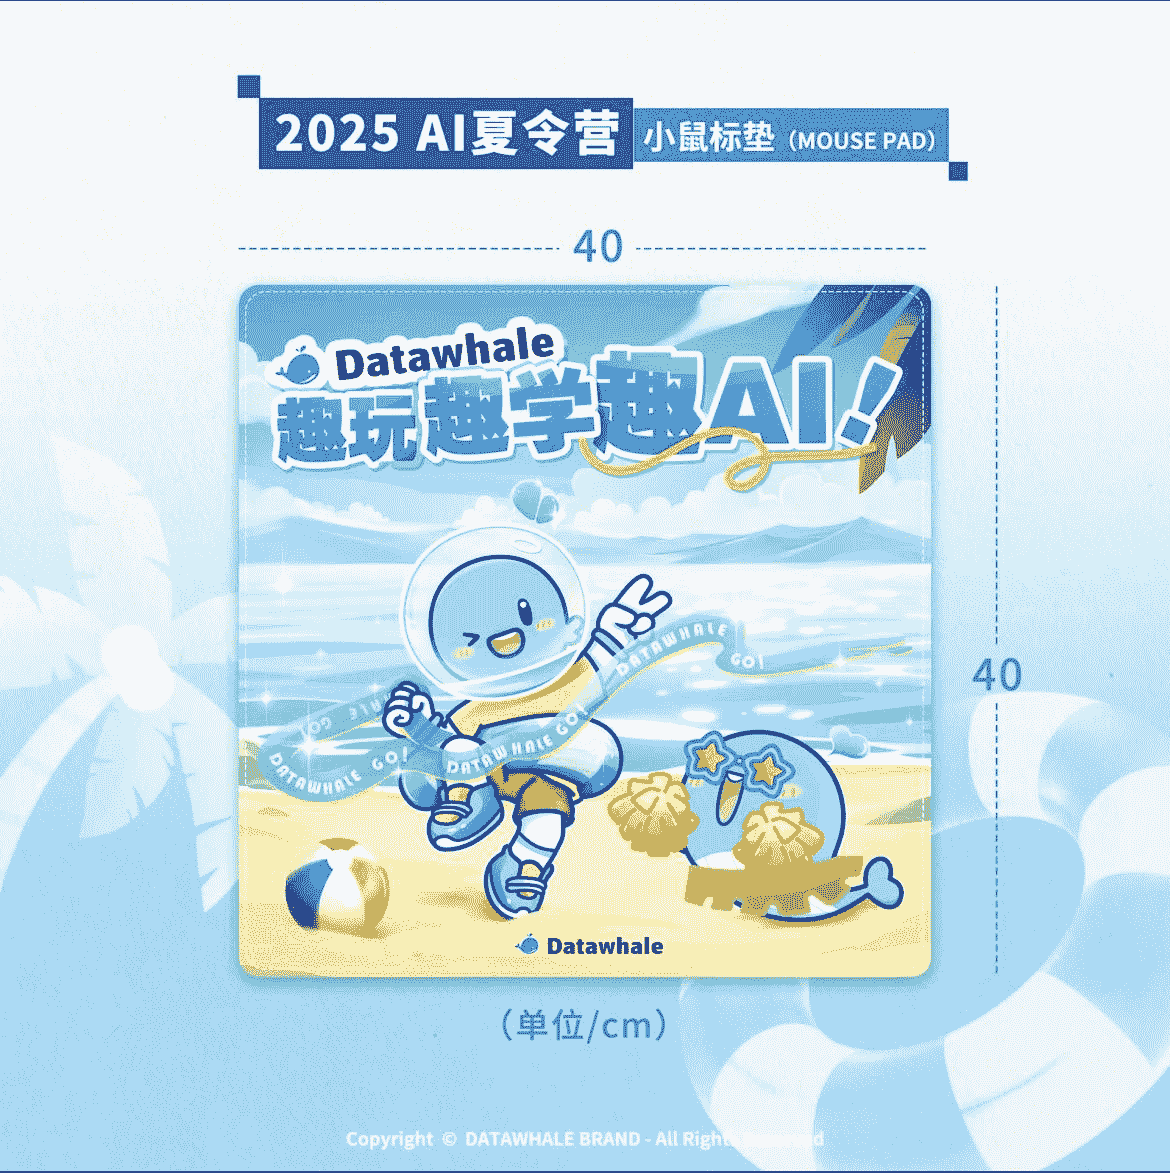 2025 AI夏令营 小鼠标垫（MOUSE PAD）
40
Datawhale
趣玩趣学趣AI!
DATAWHALE GO!
DATAWHALE GO!
DATAWHALE GO!
40
Datawhale
（单位/cm）
Copyright © DATAWHALE BRAND - All Rights Reserved